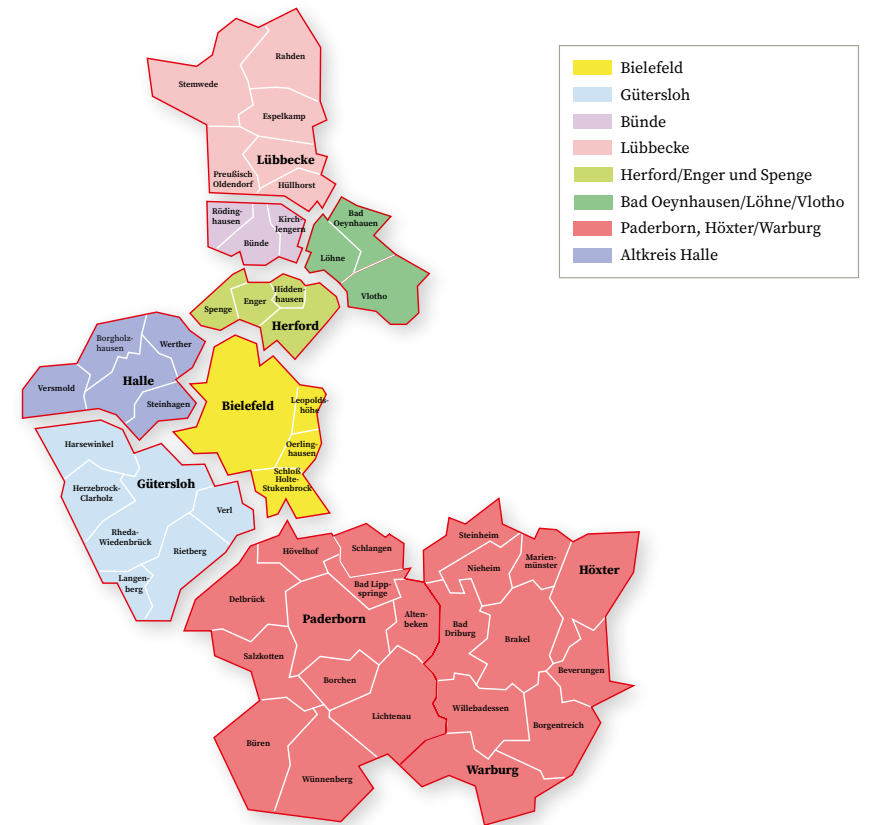 Rahden
Stemwede
Espelkamp
Lübbecke
Preußisch
Oldendorf
Hüllhorst
Röding-
hausen
Kirch-
lengern
Bünde
Bad
Oeynhauen
Löhne
Vlotho
Hidden-
hausen
Enger
Spenge
Herford
Borgholz-
hausen
Werther
Halle
Versmold
Steinhagen
Bielefeld
Leopolds-
höhe
Oerling-
hausen
Schloß
Holte-
Stukenbrock
Harsewinkel
Gütersloh
Herzebrock-
Clarholz
Verl
Rheda-
Wiedenbrück
Rietberg
Langen-
berg
Hövelhof
Schlangen
Bad Lipp-
springe
Delbrück
Paderborn
Alten-
beken
Salzkotten
Borchen
Lichtenau
Büren
Wünnenberg
Steinheim
Marien-
münster
Nieheim
Höxter
Bad
Driburg
Brakel
Beverungen
Willebadessen
Borgentreich
Warburg
Bielefeld
Gütersloh
Bünde
Lübbecke
Herford/Enger und Spenge
Bad Oeynhausen/Löhne/Vlotho
Paderborn, Höxter/Warburg
Altkreis Halle